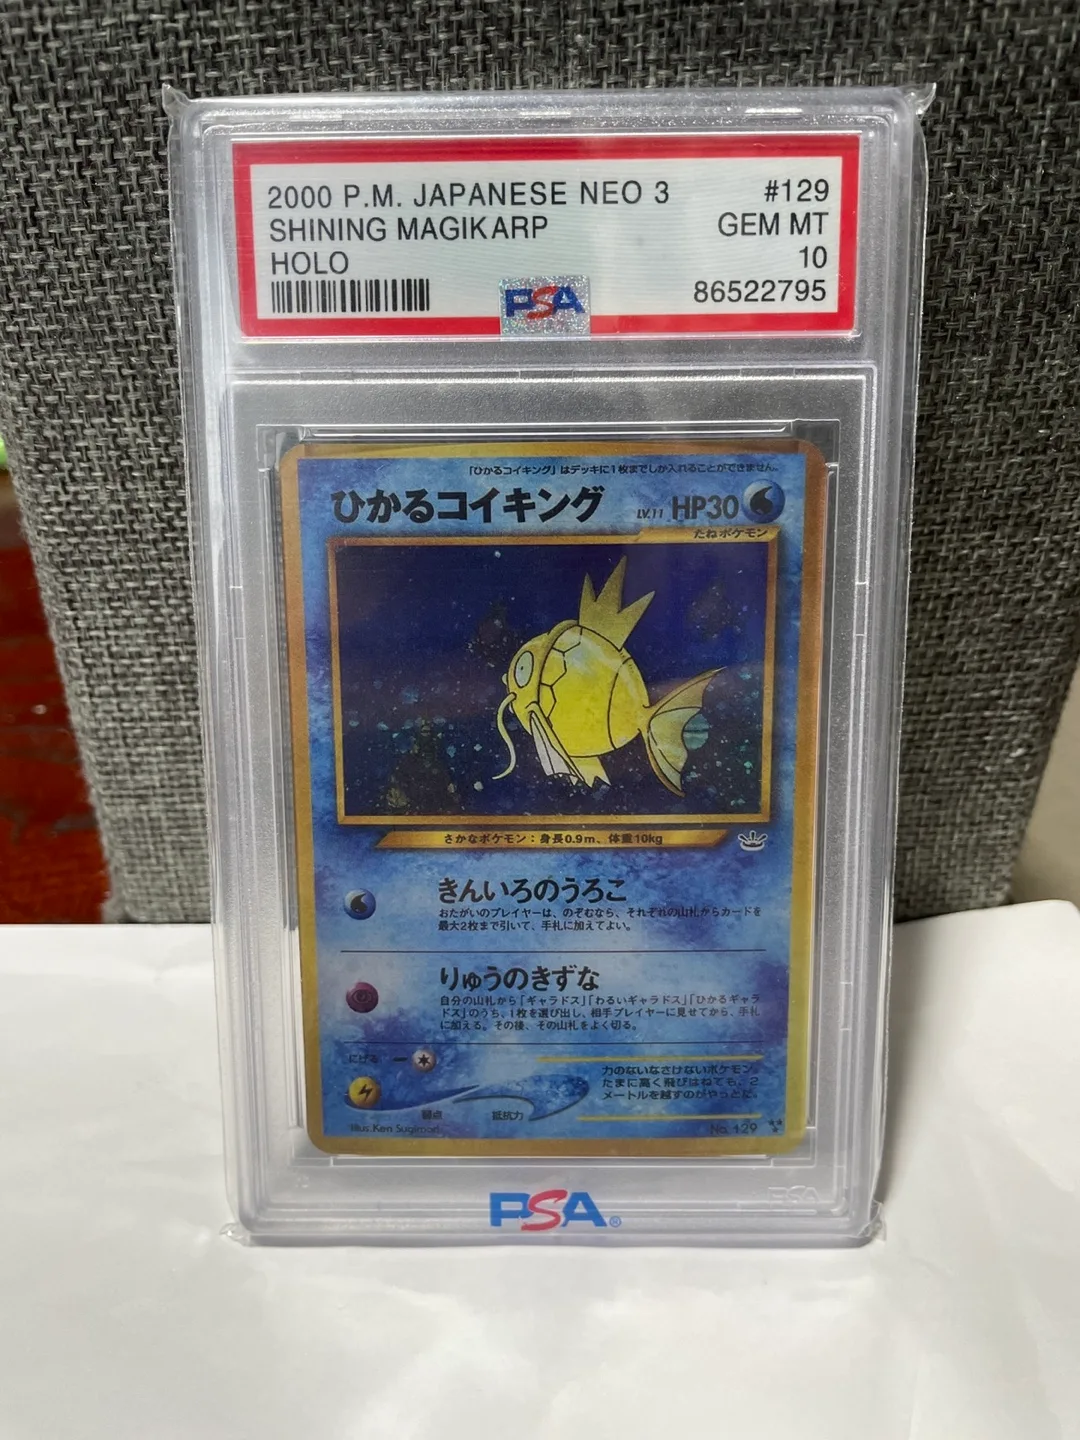 2000 P.M. JAPANESE NEO 3 #129
SHINING MAGIKARP GEM MT
HOLO 10
86522795
PSA
「ひかるコイキング」はデッキに1枚までしか入れることができません。
ひかるコイキング LV.11 HP30
たねポケモン
さかなポケモン：身長0.9m、体重10kg
きんいろのうろこ
おたがいのプレイヤーは、のぞむなら、それぞれの山札からカードを
最大2枚まで引いて、手札に加えてよい。
りゅうのきずな
自分の山札から「ギャラドス」「わるいギャラドス」「ひかるギャラ
ドス」のうち、1枚を選び出し、相手プレイヤーに見せてから、手札
に加える。その後、その山札をよく切る。
にげる
力のないなさけないポケモン。
たまに高く飛びはねても、2
メートルを越すのがやっとだ。
弱点 抵抗力
Illus. Ken Sugimori No. 129
PSA®